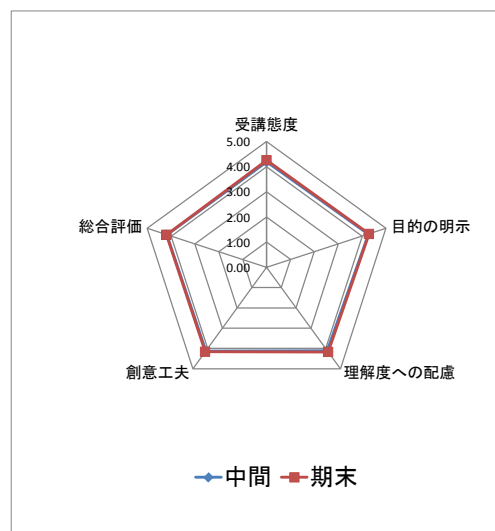 受講態度
5.00
4.00
3.00
2.00
1.00
0.00
総合評価
目的の明示
創意工夫
理解度への配慮
中間 期末